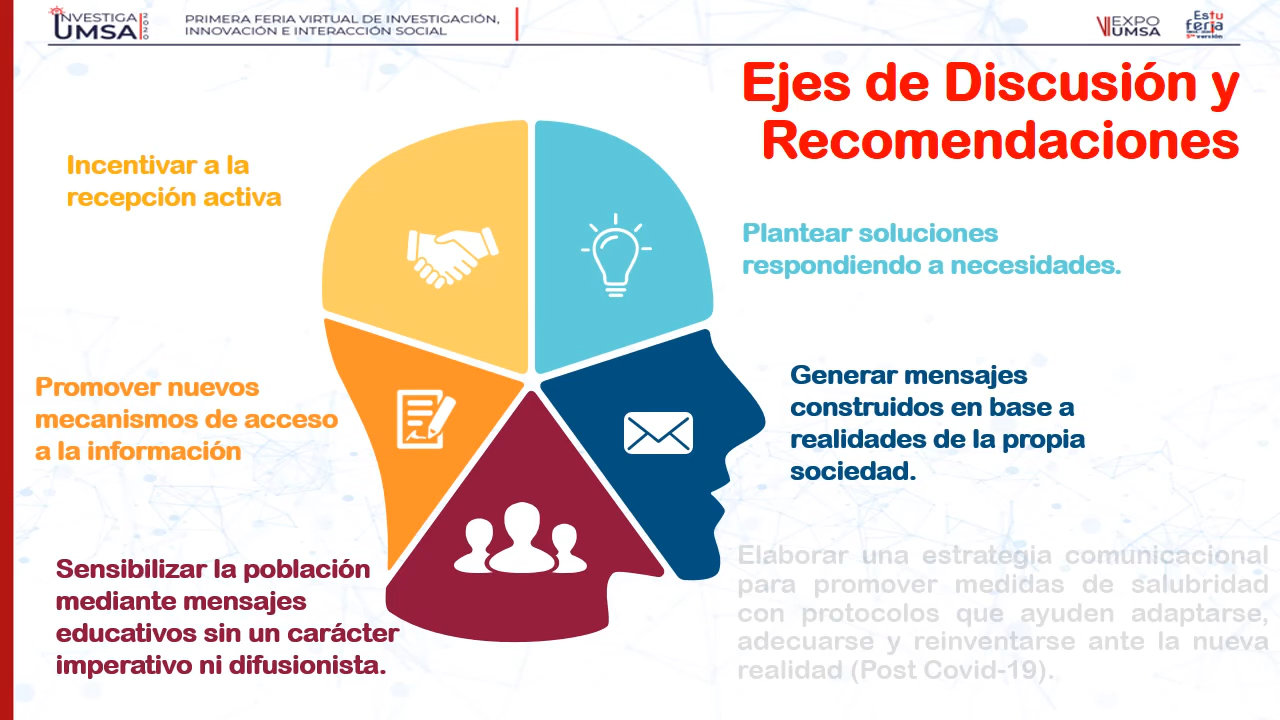 INVESTIGA
UMSA
2020
PRIMERA FERIA VIRTUAL DE INVESTIGACIÓN,
INNOVACIÓN E INTERACCIÓN SOCIAL
VII EXPO
UMSA
Estu
feria
5ta versión
Ejes de Discusión y
Recomendaciones
Incentivar a la
recepción activa
Plantear soluciones
respondiendo a necesidades.
Promover nuevos
mecanismos de acceso
a la información
Generar mensajes
construidos en base a
realidades de la propia
sociedad.
Sensibilizar la población
mediante mensajes
educativos sin un carácter
imperativo ni difusionista.
Elaborar una estrategia comunicacional
para promover medidas de salubridad
con protocolos que ayuden adaptarse,
adecuarse y reinventarse ante la nueva
realidad (Post Covid-19).